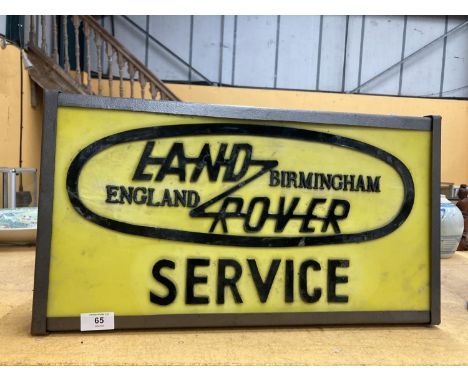 LAND
BIRMINGHAM
ENGLAND
ROVER
SERVICE
65